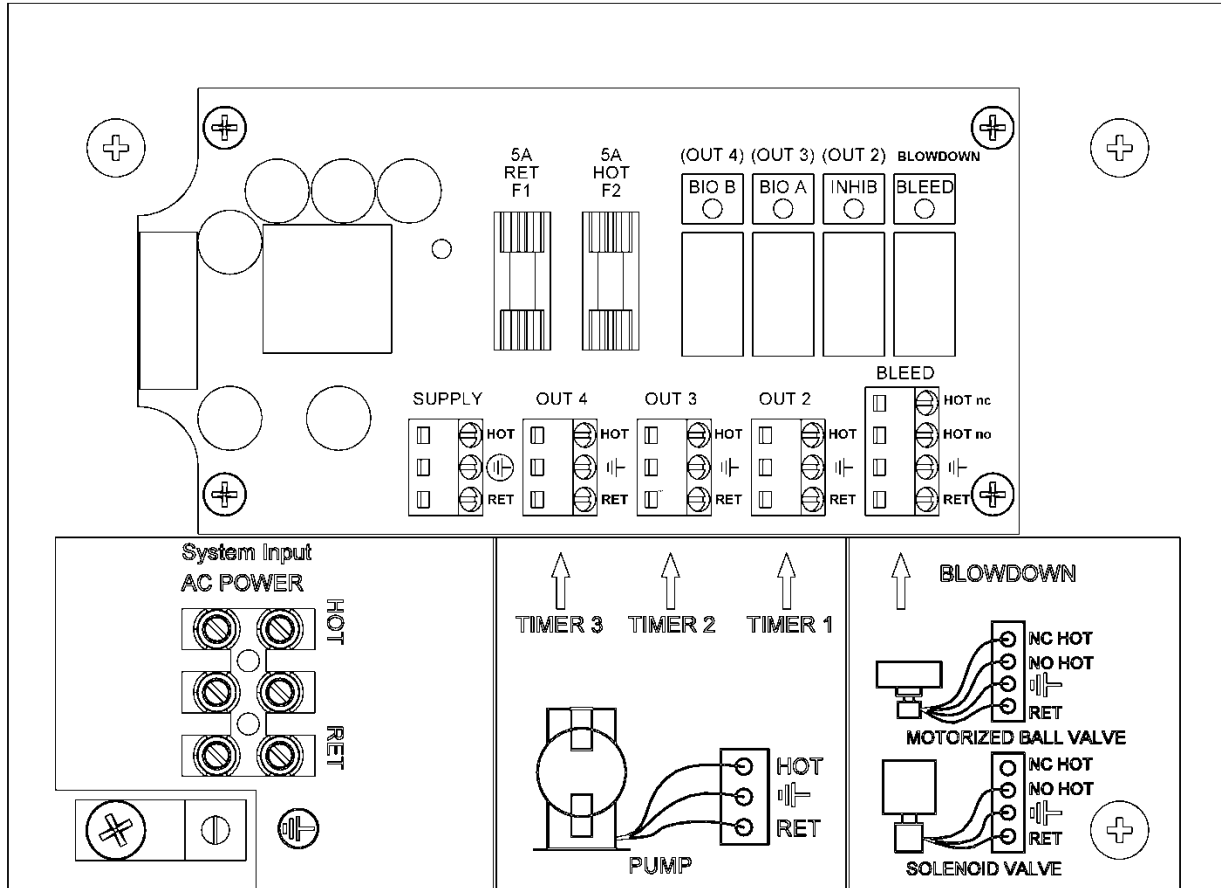 5A
RET
F1
5A
HOT
F2
(OUT 4) (OUT 3) (OUT 2) BLOWDOWN
BIO B BIO A INHIB BLEED
BLEED
HOT nc
HOT no
RET
SUPPLY
HOT
RET
OUT 4
HOT
RET
OUT 3
HOT
RET
OUT 2
HOT
RET
System Input
AC POWER
HOT
RET
TIMER 3 TIMER 2 TIMER 1
HOT
RET
PUMP
BLOWDOWN
NC HOT
NO HOT
RET
MOTORIZED BALL VALVE
NC HOT
NO HOT
RET
SOLENOID VALVE